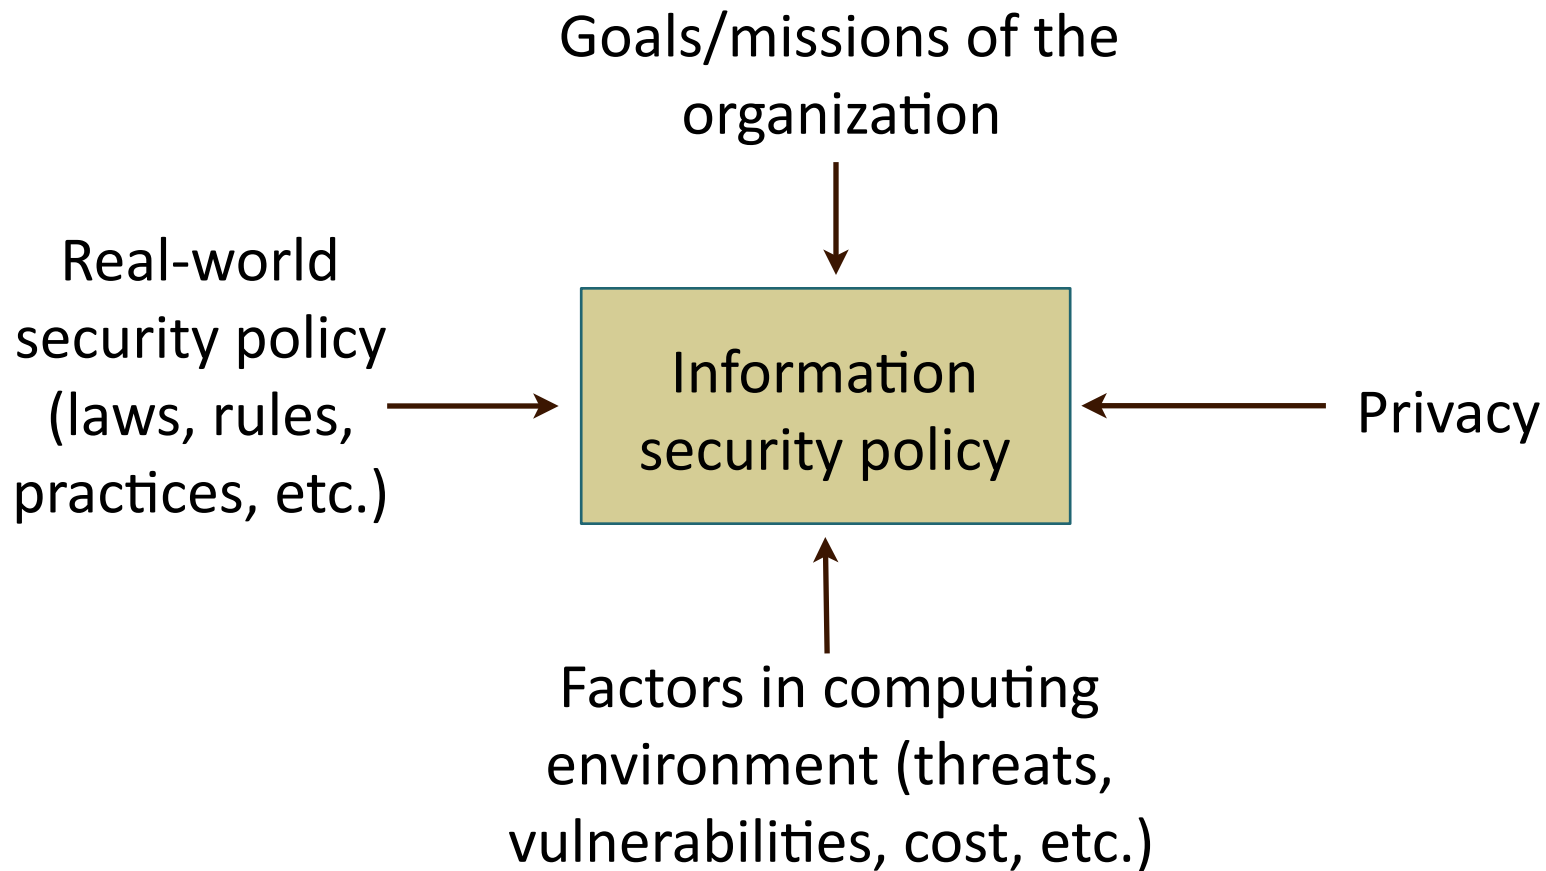 Goals/missions of the
organization
Real-world
security policy
(laws, rules,
practices, etc.)
Information
security policy
Privacy
Factors in computing
environment (threats,
vulnerabilities, cost, etc.)